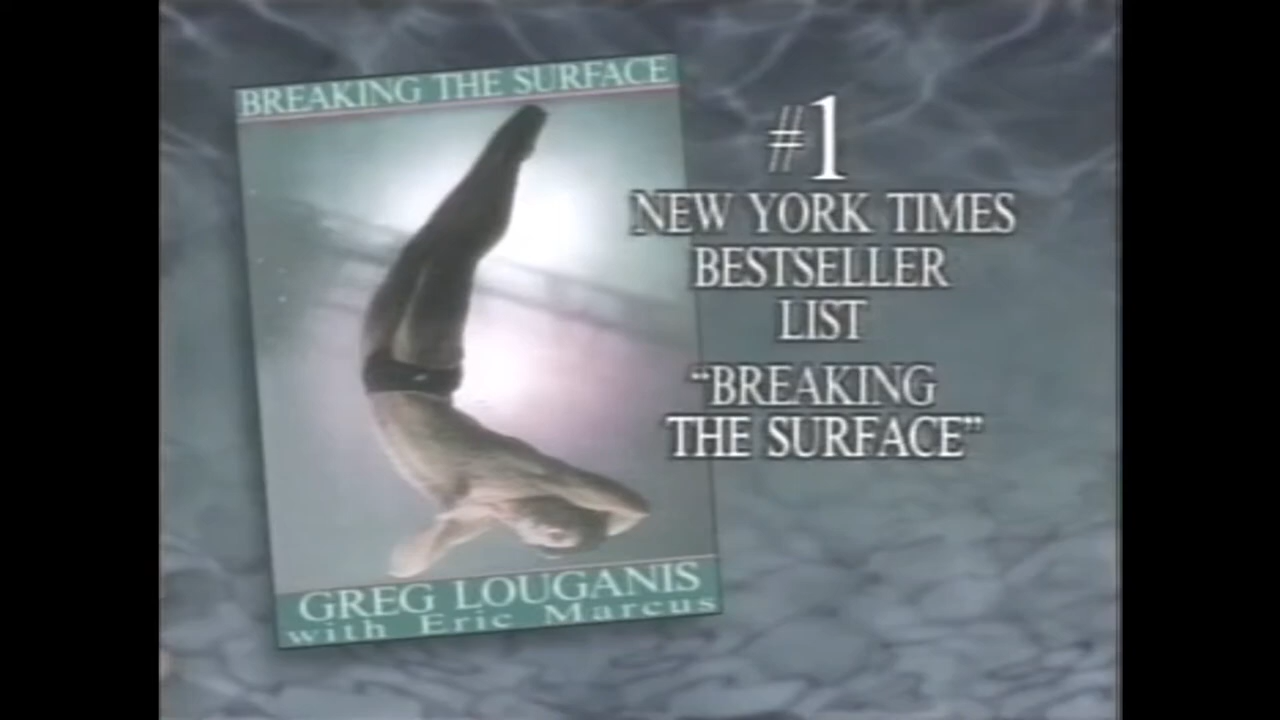 BREAKING THE SURFACE
GREG LOUGANIS
with Eric Marcus
#1
NEW YORK TIMES
BESTSELLER
LIST
“BREAKING
THE SURFACE”